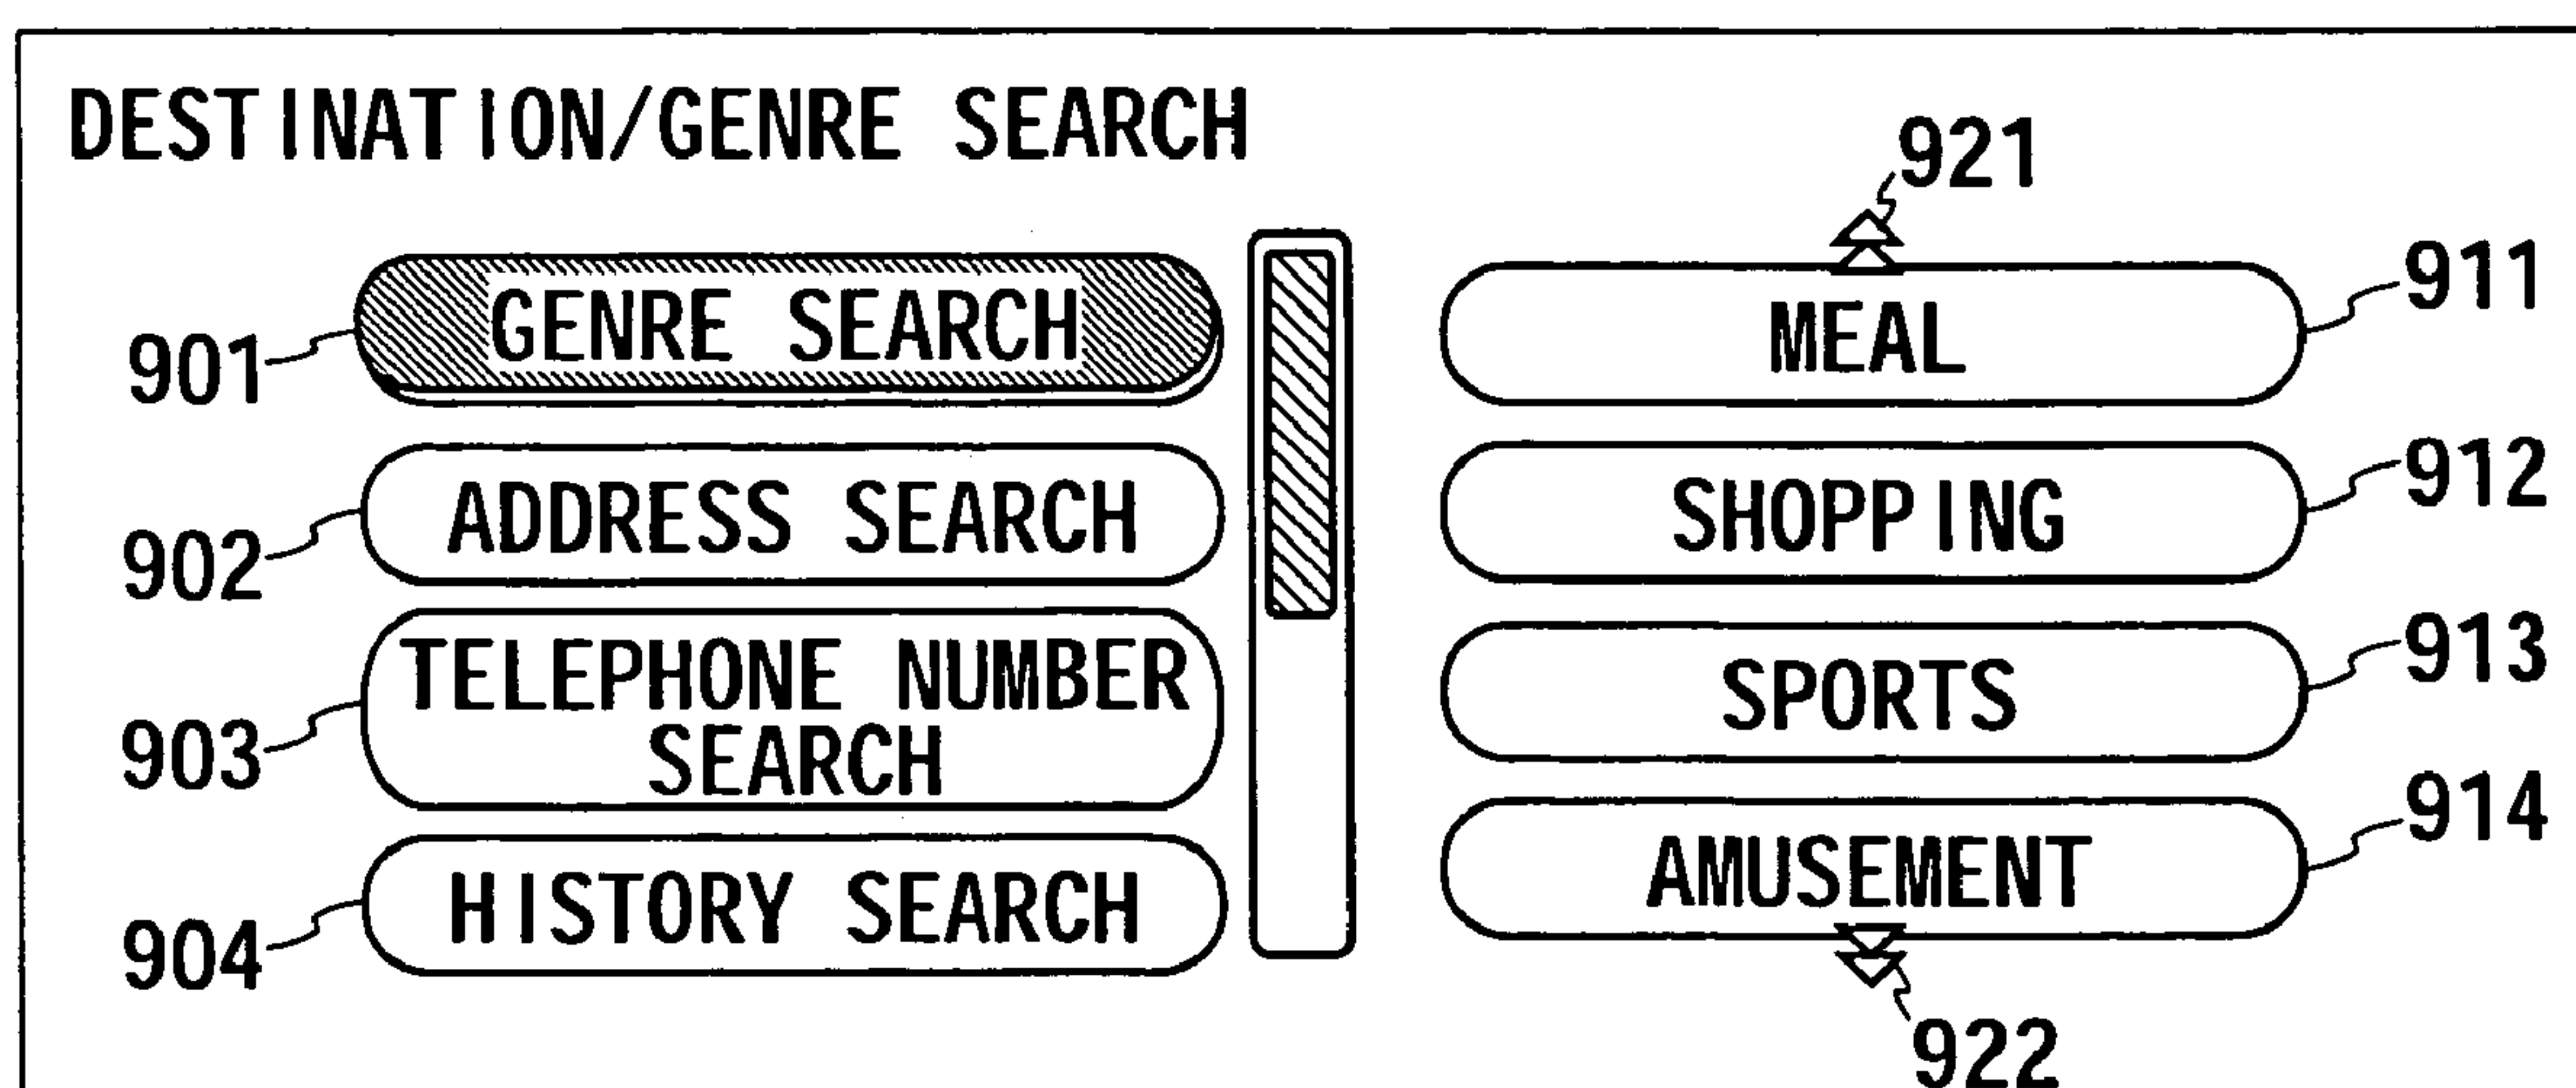 DESTINATION/GENRE SEARCH
921
GENRE SEARCH
901
MEAL
911
ADDRESS SEARCH
902
SHOPPING
912
TELEPHONE NUMBER
SEARCH
903
SPORTS
913
HISTORY SEARCH
904
AMUSEMENT
914
922